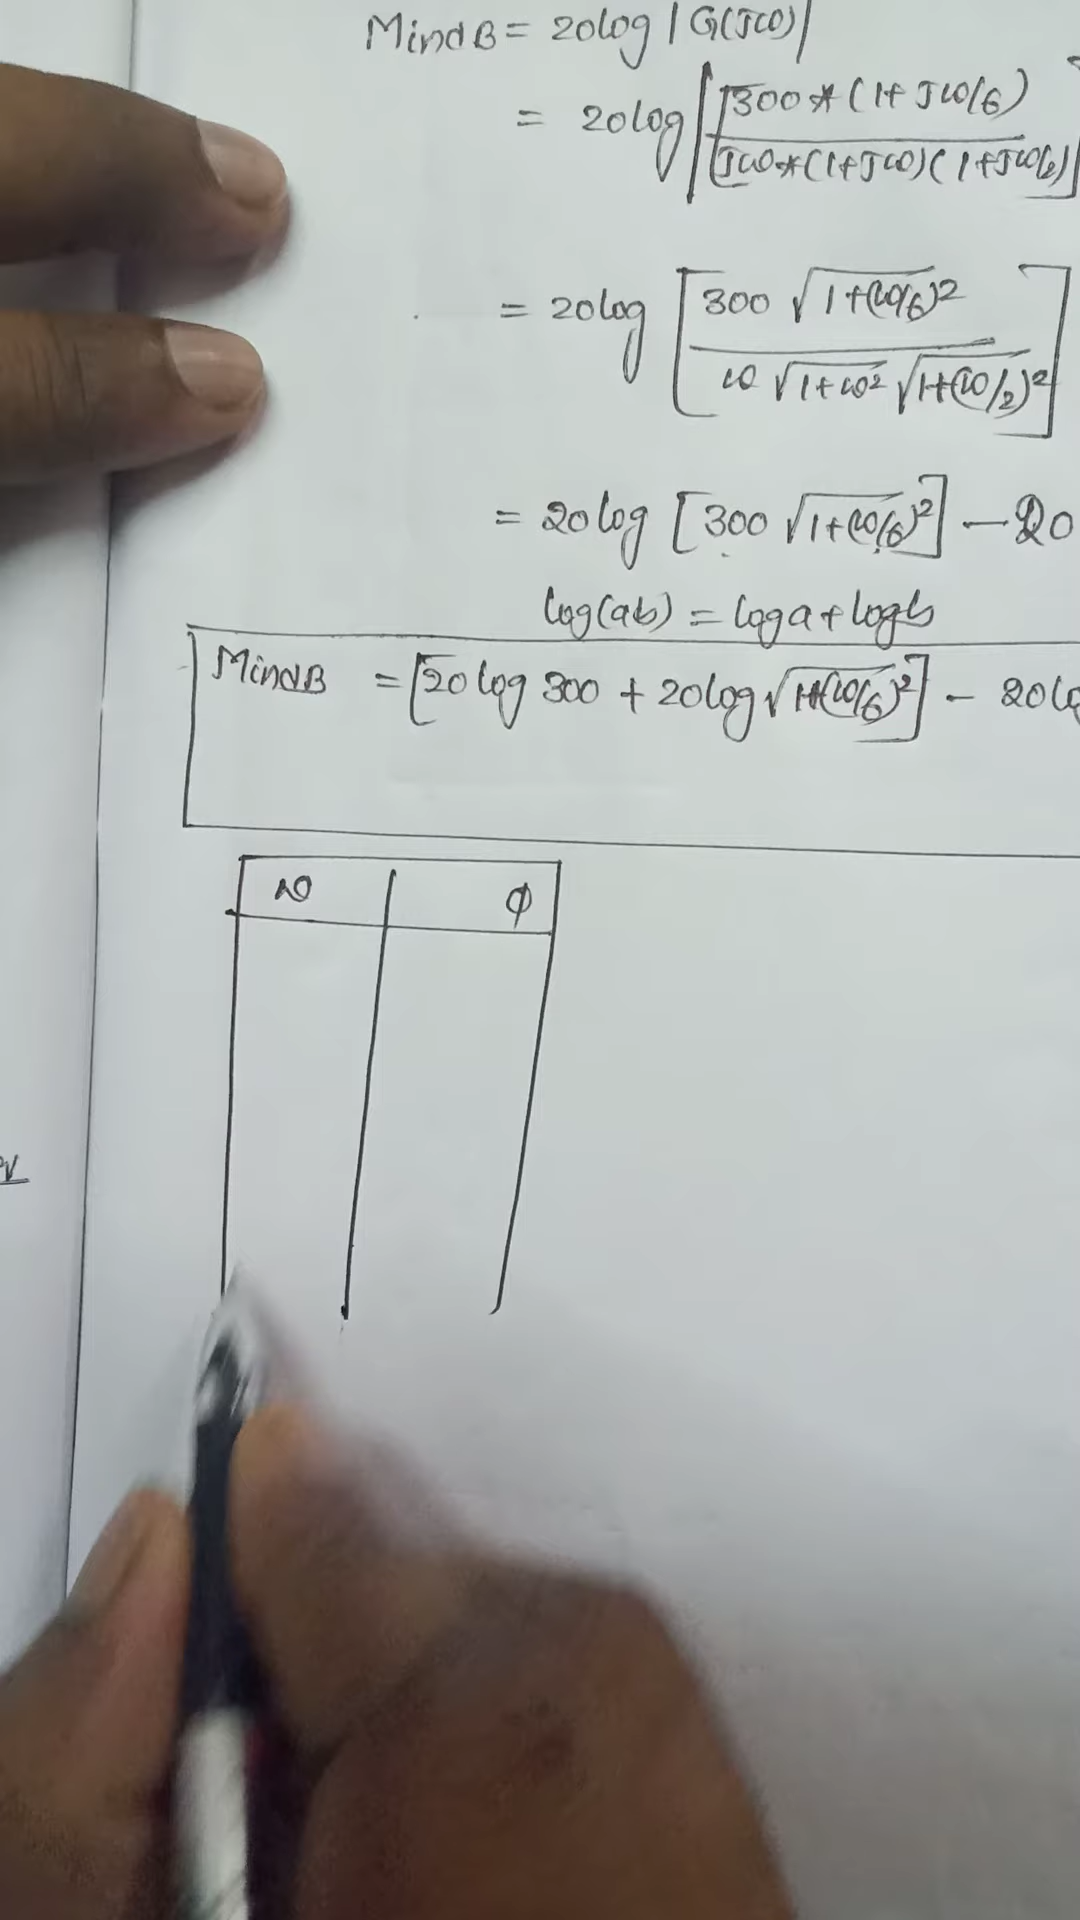 MindB = 20log |G(jω)|
= 20log |300*(1+jω/6) / jω*(1+jω)(1+jω/2)|
= 20log [300 √1+(ω/6)² / ω √1+ω² √1+(ω/2)²]
= 20log [300 √1+(ω/6)²] - 20
log(ab) = loga + logb
MindB = [20log 300 + 20log √1+(ω/6)²] - 20lo
ω ϕ